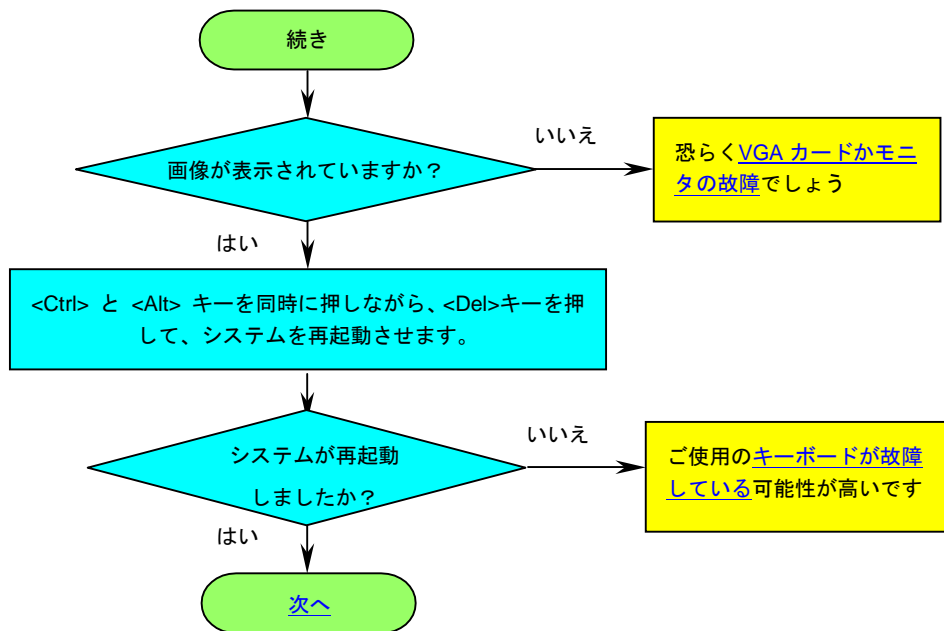 続き
画像が表示されていますか？
いいえ
恐らくVGA カードかモニ
タの故障でしょう
はい
<Ctrl> と <Alt> キーを同時に押しながら、<Del>キーを押
して、システムを再起動させます。
システムが再起動
しましたか？
いいえ
ご使用のキーボードが故障
している可能性が高いです
はい
次へ